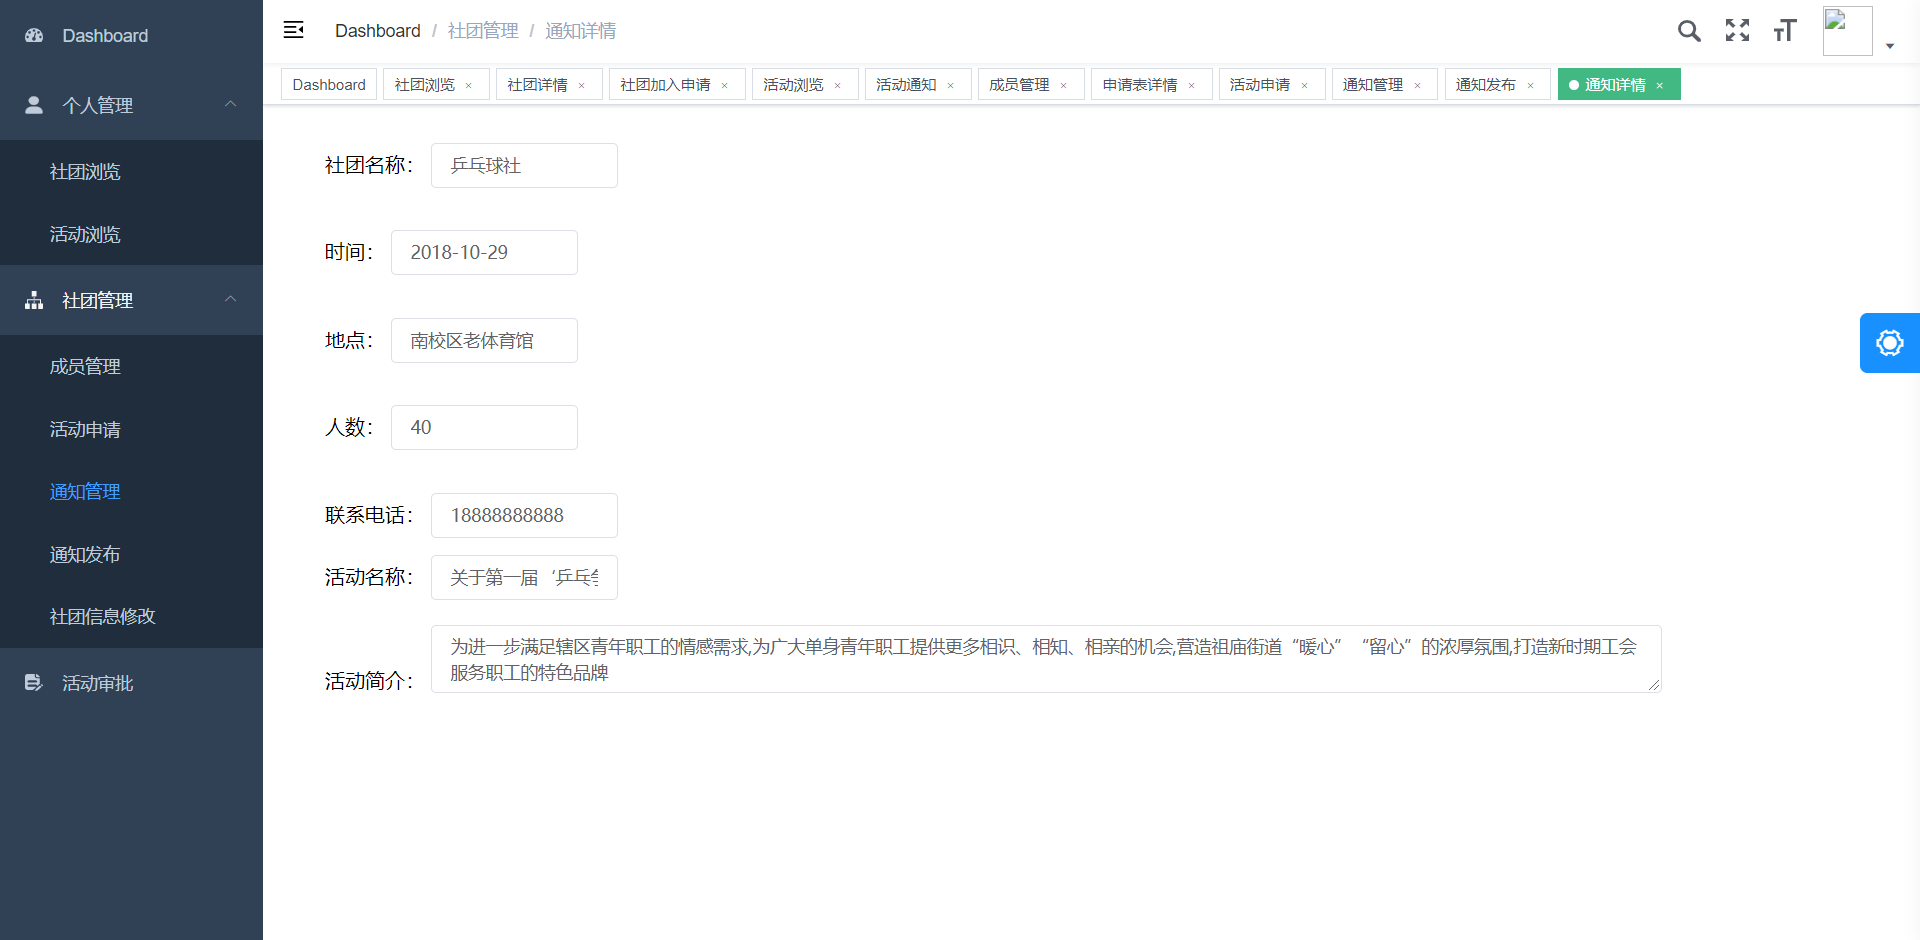 Dashboard
个人管理
社团浏览
活动浏览
社团管理
成员管理
活动申请
通知管理
通知发布
社团信息修改
活动审批
Dashboard / 社团管理 / 通知详情
Dashboard 社团浏览 × 社团详情 × 社团加入申请 × 活动浏览 × 活动通知 × 成员管理 × 申请表详情 × 活动申请 × 通知管理 × 通知发布 × 通知详情 ×
社团名称： 乒乓球社
时间： 2018-10-29
地点： 南校区老体育馆
人数： 40
联系电话： 18888888888
活动名称： 关于第一届‘乒乓
活动简介： 为进一步满足辖区青年职工的情感需求,为广大单身青年职工提供更多相识、相知、相亲的机会,营造祖庙街道“暖心”“留心”的浓厚氛围,打造新时期工会
服务职工的特色品牌